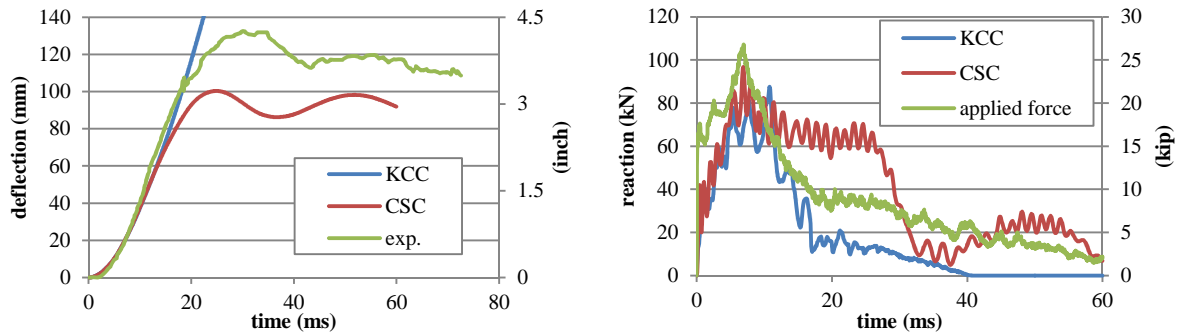 140
120
100
80
60
40
20
0
deflection (mm)
0 20 40 60 80
time (ms)
4.5
3
1.5
0
(inch)
KCC
CSC
exp.
120
100
80
60
40
20
0
reaction (kN)
0 20 40 60
time (ms)
30
25
20
15
10
5
0
(kip)
KCC
CSC
applied force